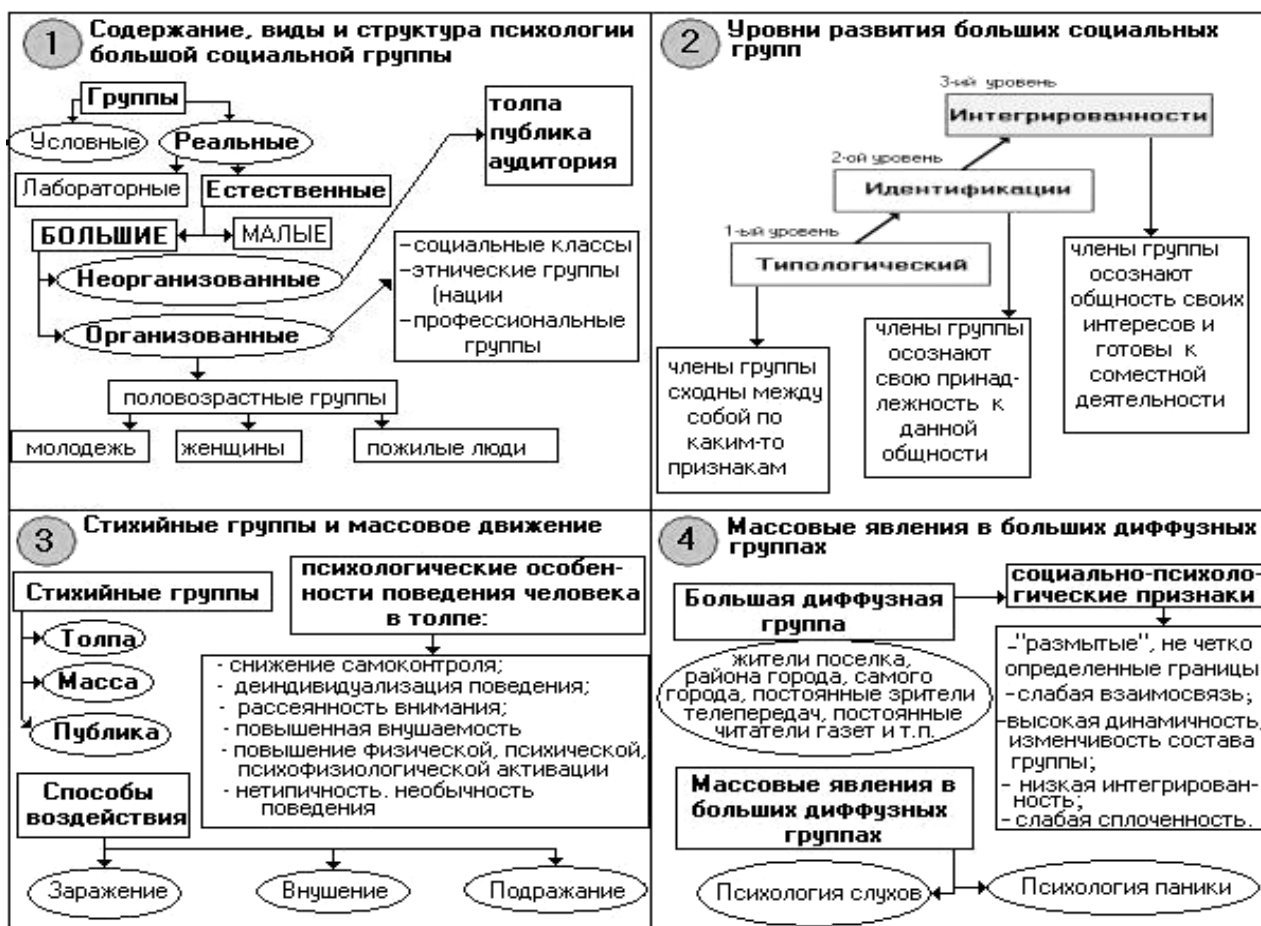 1
Содержание, виды и структура психологии
большой социальной группы
Группы
Условные
Реальные
Лабораторные
Естественные
БОЛЬШИЕ
МАЛЫЕ
Неорганизованные
Организованные
толпа
публика
аудитория
–социальные классы
–этнические группы
(нации
–профессиональные
группы
половозрастные группы
молодежь
женщины
пожилые люди
2
Уровни развития больших социальных
групп
3-ий уровень
Интегрированности
2-ой уровень
Идентификации
1-ый уровень
Типологический
члены группы
сходны между
собой по
каким-то
признакам
члены группы
осознают
свою принад-
лежность к
данной
общности
члены группы
осознают
общность своих
интересов и
готовы к
соместной
деятельности
3
Стихийные группы и массовое движение
Стихийные группы
Толпа
Масса
Публика
психологические особен-
ности поведения человека
в толпе:
- снижение самоконтроля;
- деиндивидуализация поведения;
- рассеянность внимания;
- повышенная внушаемость
- повышение физической, психической,
психофизиологической активации
- нетипичность. необычность
поведения
Способы
воздействия
Заражение
Внушение
Подражание
4
Массовые явления в больших диффузных
группах
Большая диффузная
группа
жители поселка,
района города, самого
города, постоянные зрители
телепередач, постоянные
читатели газет и т.п.
социально-психоло-
гические признаки
–"размытые", не четко
определенные границы
–слабая взаимосвязь;
–высокая динамичность,
изменчивость состава
группы;
– низкая интегрирован-
ность;
–слабая сплоченность.
Массовые явления в
больших диффузных
группах
Психология слухов
Психология паники